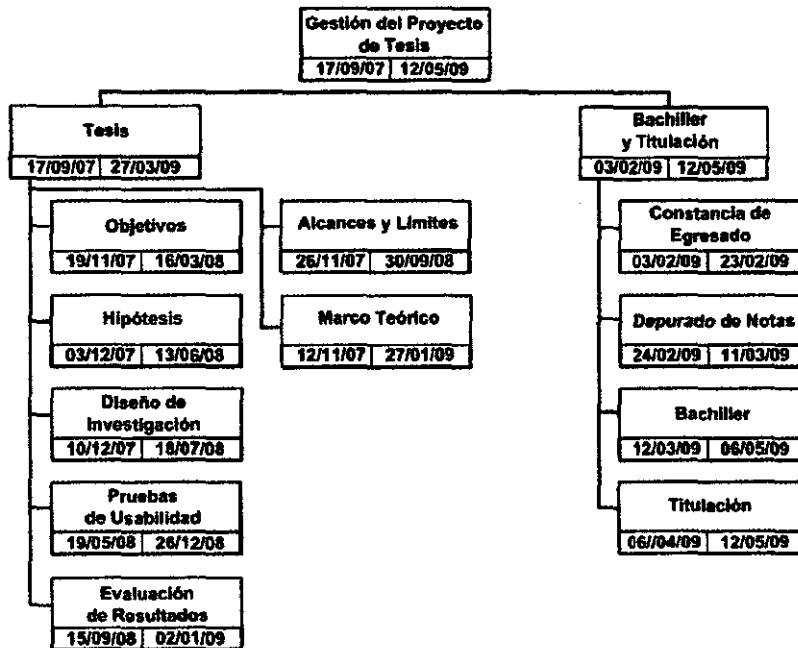 Gestión del Proyecto
de Tesis
17/09/07 12/05/09
Tesis
17/09/07 27/03/09
Objetivos
19/11/07 16/03/08
Hipótesis
03/12/07 13/06/08
Diseño de
Investigación
10/12/07 18/07/08
Pruebas
de Usabilidad
19/05/08 26/12/08
Evaluación
de Resultados
15/09/08 02/01/09
Alcances y Límites
26/11/07 30/09/08
Marco Teórico
12/11/07 27/01/09
Bachiller
y Titulación
03/02/09 12/05/09
Constancia de
Egresado
03/02/09 23/02/09
Depurado de Notas
24/02/09 11/03/09
Bachiller
12/03/09 06/05/09
Titulación
06//04/09 12/05/09